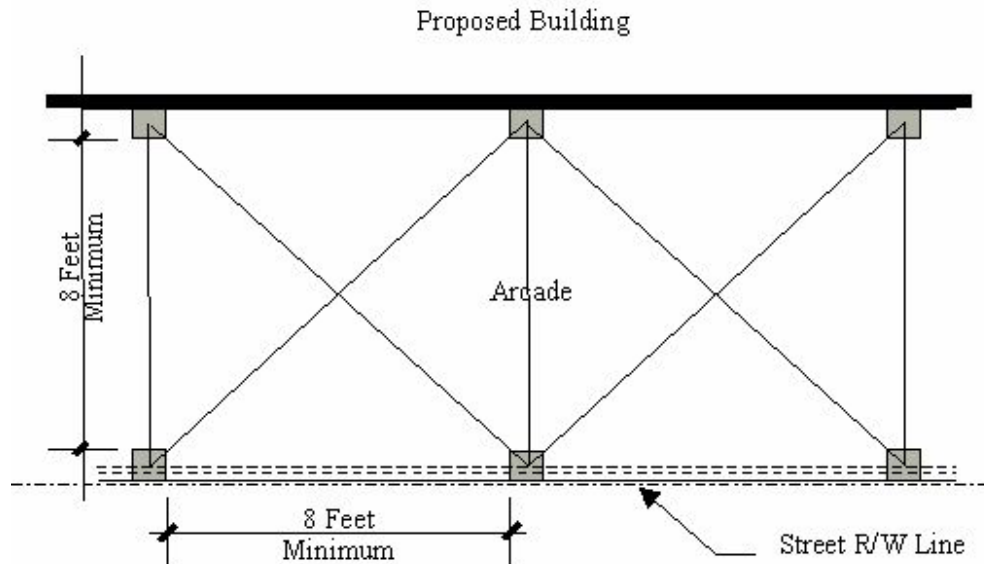 Proposed Building
8 Feet
Minimum
Arcade
8 Feet
Minimum
Street R/W Line